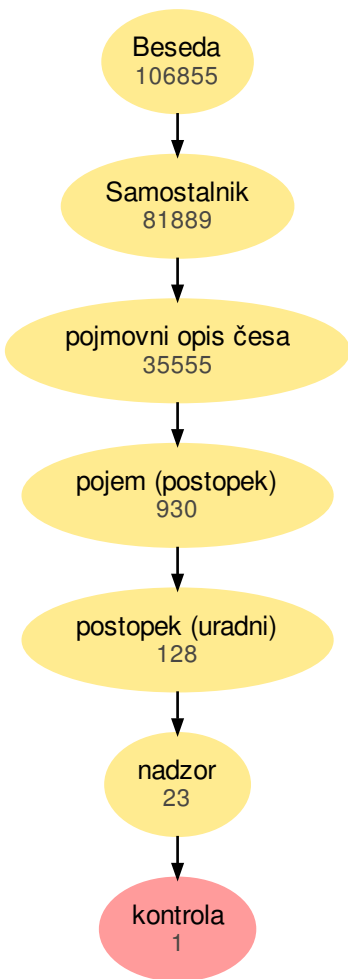 Beseda
106855
Samostalnik
81889
pojmovni opis česa
35555
pojem (postopek)
930
postopek (uradni)
128
nadzor
23
kontrola
1